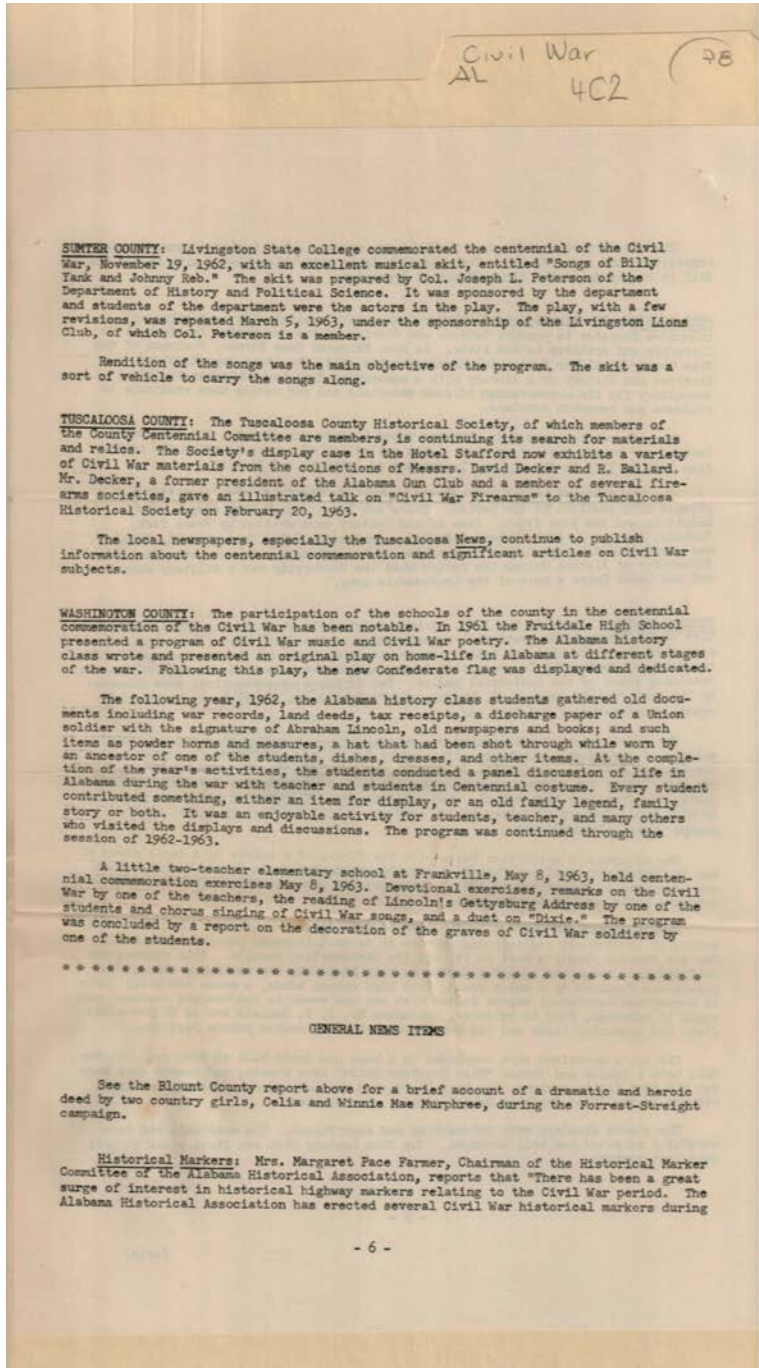 Civil War
AL
4C2
SUMTER COUNTY: Livingston State College commemorated the centennial of the Civil
War, November 19, 1962, with an excellent musical skit, entitled "Songs of Billy
Yank and Johnny Reb." The skit was prepared by Col. Joseph L. Peterson of the
Department of History and Political Science. It was sponsored by the department
and students of the department were the actors in the play. The play, with a few
revisions, was repeated March 5, 1963, under the sponsorship of the Livingston Lions
Club, of which Col. Peterson is a member.
Rendition of the songs was the main objective of the program. The skit was a
sort of vehicle to carry the songs along.
TUSCALOOSA COUNTY: The Tuscaloosa County Historical Society, of which members of
the County Centennial Committee are members, is continuing its search for materials
and relics. The Society's display case in the Hotel Stafford now exhibits a variety
of Civil War materials from the collections of Messrs. David Decker and R. Ballard.
Mr. Decker, a former president of the Alabama Gun Club and a member of several fire-
arms societies, gave an illustrated talk on "Civil War Firearms" to the Tuscaloosa
Historical Society on February 20, 1963.
The local newspapers, especially the Tuscaloosa News, continue to publish
information about the centennial commemoration and significant articles on Civil War
subjects.
WASHINGTON COUNTY: The participation of the schools of the county in the centennial
commemoration of the Civil War has been notable. In 1961 the Fruitdale High School
presented a program of Civil War music and Civil War poetry. The Alabama history
class wrote and presented an original play on home-life in Alabama at different stages
of the war. Following this play, the new Confederate flag was displayed and dedicated.
The following year, 1962, the Alabama history class students gathered old docu-
ments including war records, land deeds, tax receipts, a discharge paper of a Union
soldier with the signature of Abraham Lincoln, old newspapers and books; and such
items as powder horns and measures, a hat that had been shot through while worn by
an ancestor of one of the students, dishes, dresses, and other items. At the comple-
tion of the year's activities, the students conducted a panel discussion of life in
Alabama during the war with teacher and students in Centennial costume. Every student
contributed something, either an item for display, or an old family legend, family
story or both. It was an enjoyable activity for students, teacher, and many others
who visited the displays and discussions. The program was continued through the
session of 1962-1963.
A little two-teacher elementary school at Frankville, May 8, 1963, held centen-
nial commemoration exercises May 8, 1963. Devotional exercises, remarks on the Civil
War by one of the teachers, the reading of Lincoln's Gettysburg Address by one of the
students and chorus singing of Civil War songs, and a duet on "Dixie." The program
was concluded by a report on the decoration of the graves of Civil War soldiers by
one of the students.
* * * * * * * * * * * * * * * * * * * * * * * * * * * * * * * * * * * * * * * * * * *
GENERAL NEWS ITEMS
See the Blount County report above for a brief account of a dramatic and heroic
deed by two country girls, Celia and Winnie Mae Murphree, during the Forrest-Streight
campaign.
Historical Markers: Mrs. Margaret Pace Farmer, Chairman of the Historical Marker
Committee of the Alabama Historical Association, reports that "There has been a great
surge of interest in historical highway markers relating to the Civil War period. The
Alabama Historical Association has erected several Civil War historical markers during
- 6 -